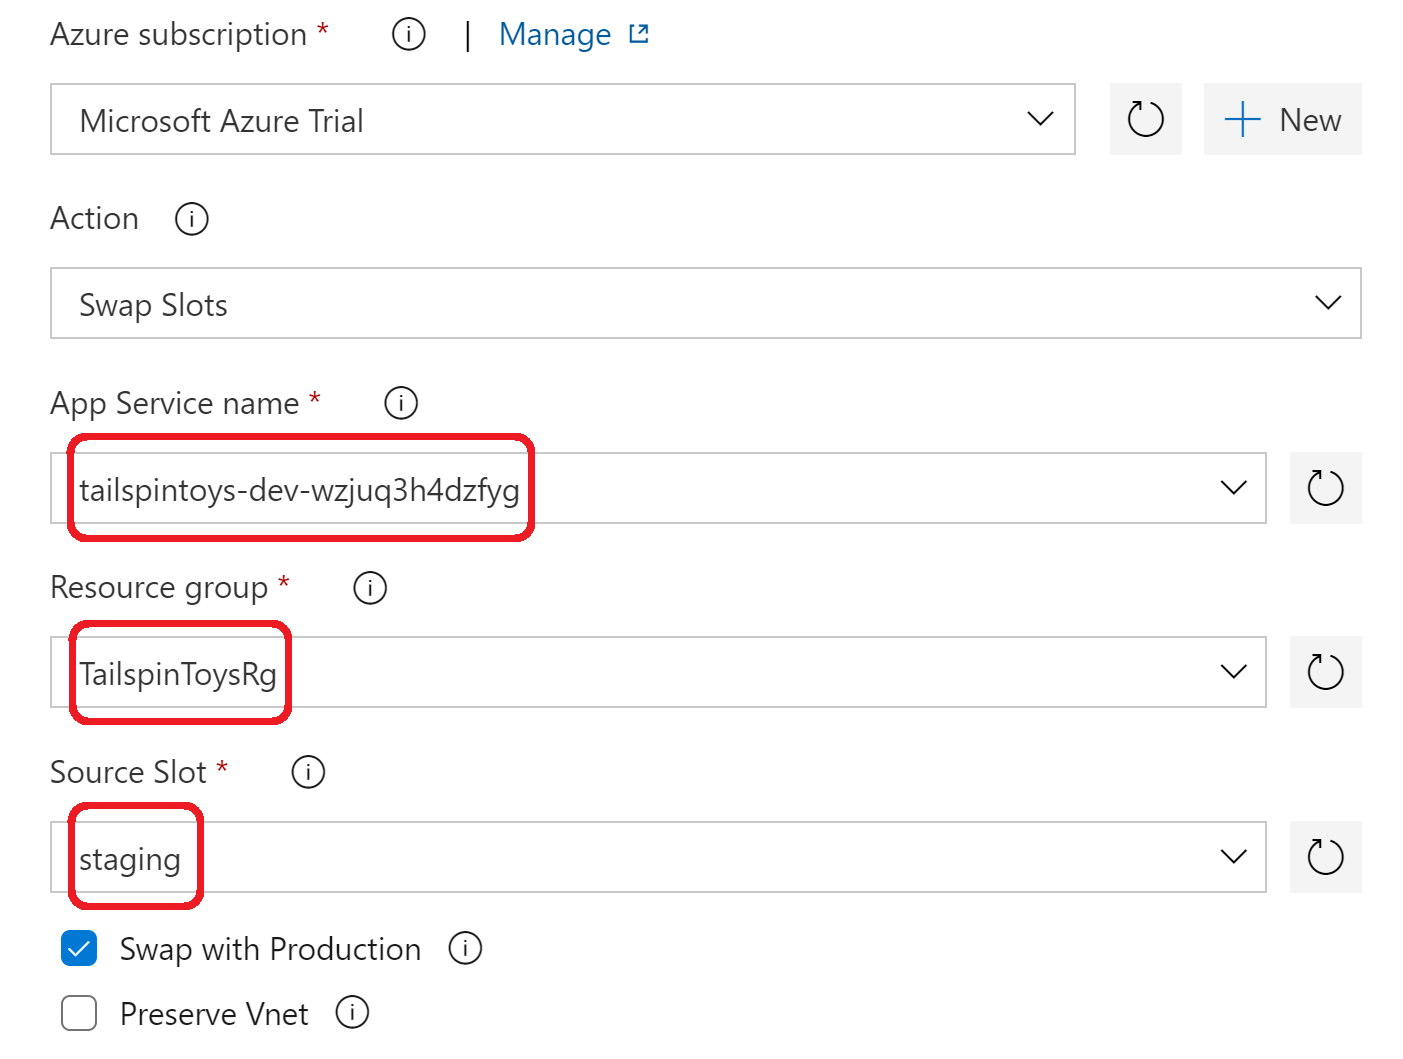 Azure subscription * | Manage
Microsoft Azure Trial
New
Action
Swap Slots
App Service name *
tailspintoys-dev-wzjuq3h4dzfyg
Resource group *
TailspinToysRg
Source Slot *
staging
Swap with Production
Preserve Vnet